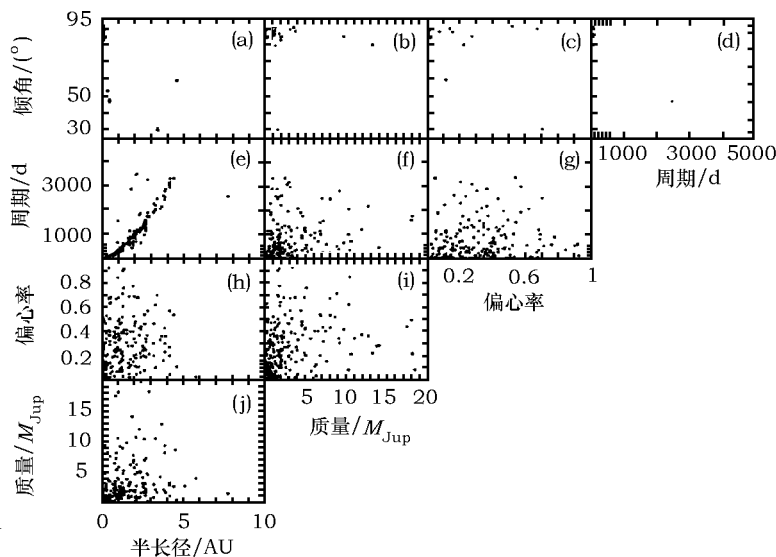 95
50
30
倾角/(°)
(a)
(b)
(c)
(d)
1000
3000
5000
周期/d
3000
1000
周期/d
(e)
(f)
(g)
0.2
0.6
1
偏心率
0.8
0.6
0.4
0.2
偏心率
(h)
(i)
5
10
15
20
质量/M_Jup
15
10
5
质量/M_Jup
(j)
0
5
10
半长径/AU